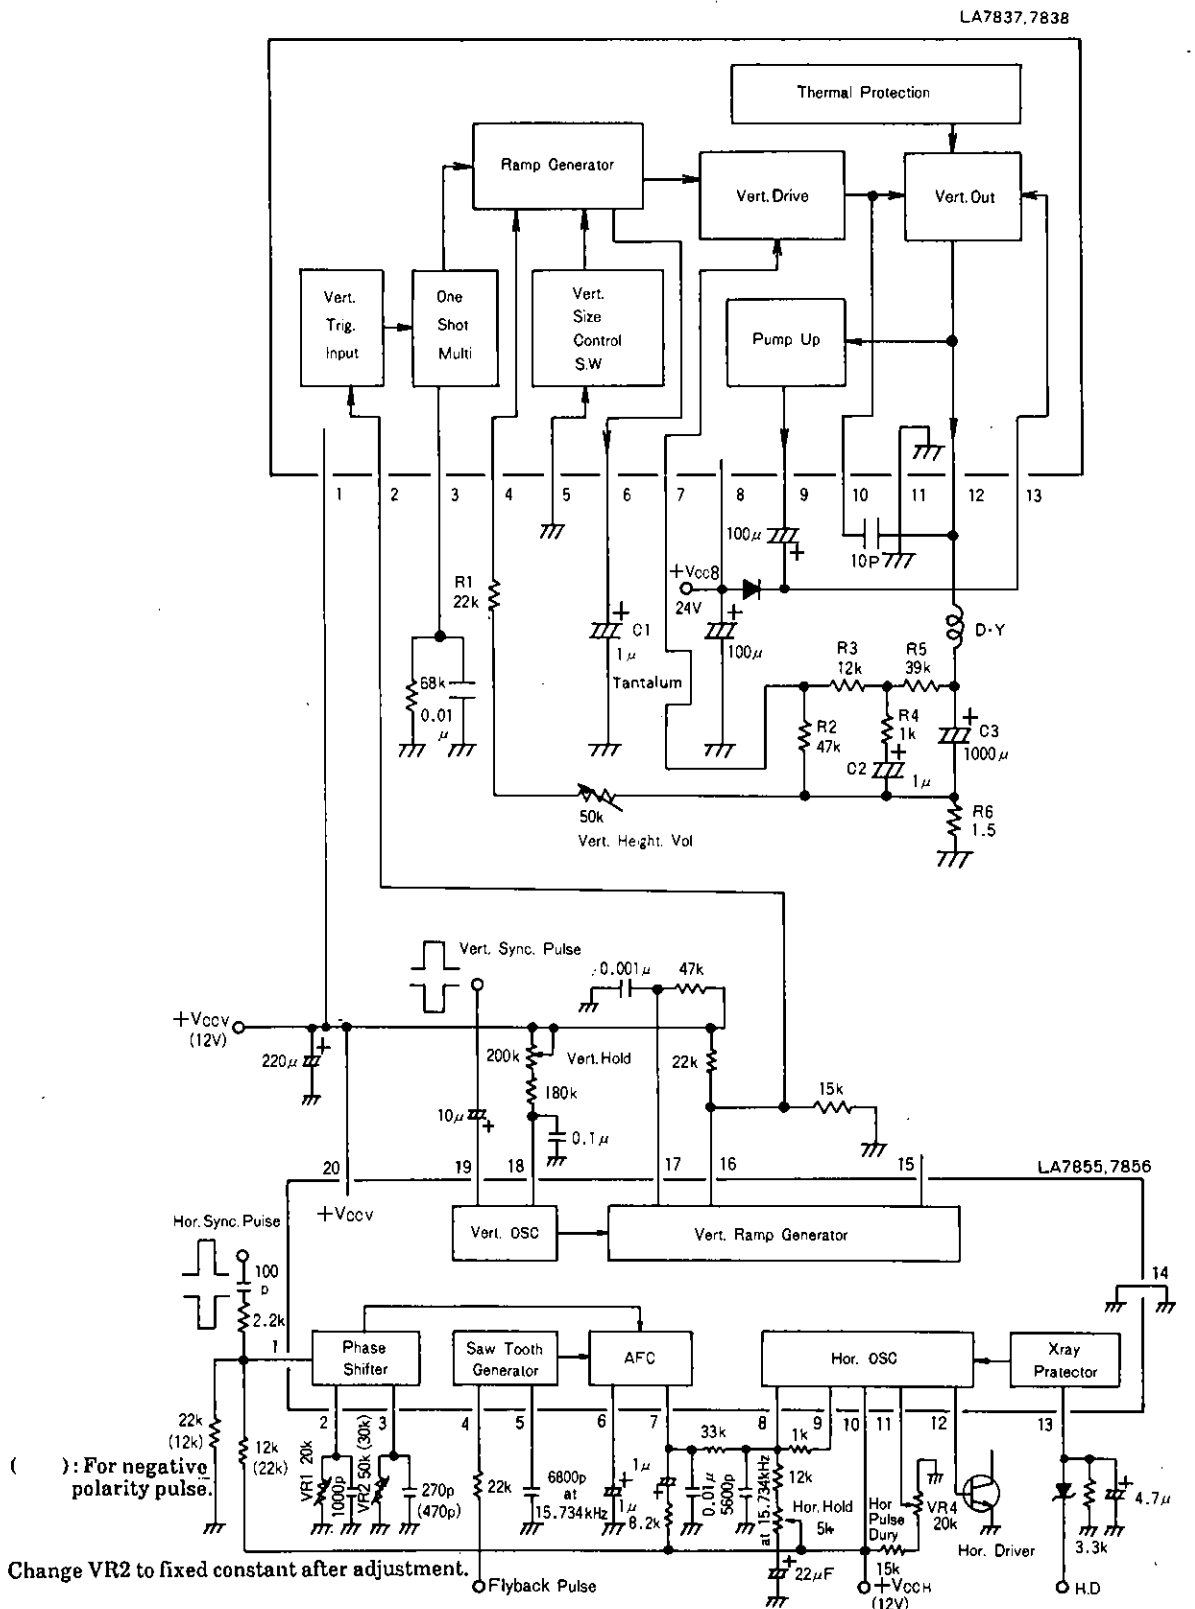 LA7837,7838
Thermal Protection
Ramp Generator
Vert. Drive
Vert. Out
Vert.
Trig.
Input
One
Shot
Multi
Vert.
Size
Control
S.W
Pump Up
1
2
3
4
5
6
7
8
9
10
11
12
13
100μ
+
10P
R1
22k
+Vcc8
24V
+
C1
1μ
Tantalum
+
100μ
D·Y
R3
12k
R5
39k
68k
0.01
μ
R2
47k
R4
1k
+
C2
1μ
+
C3
1000μ
50k
Vert. Height. Vol
R6
1.5
Vert. Sync. Pulse
0.001μ
47k
+VCCV
(12V)
220μ
+
200k
Vert. Hold
22k
180k
15k
10μ
+
0.1μ
20
19
18
17
16
15
LA7855,7856
+VCCV
Vert. OSC
Vert. Ramp Generator
Hor. Sync. Pulse
100
p
2.2k
14
1
Phase
Shifter
Saw Tooth
Generator
AFC
Hor. OSC
Xray
Pratector
2
3
4
5
6
7
8
9
10
11
12
13
22k
(12k)
12k
(22k)
VR1 20k
1000p
VR2 50k (30k)
270p
(470p)
22k
6800p
at
15.734kHz
+
1μ
1μ
+
8.2k
33k
0.01μ
5600p
1k
12k
at 15.734kHz
Hor. Hold
5k
+
22μF
Hor
Pulse
Dury
15k
VR4
20k
Hor. Driver
3.3k
+
4.7μ
( ): For negative
polarity pulse.
Change VR2 to fixed constant after adjustment.
Flyback Pulse
+VCCH
(12V)
H.D